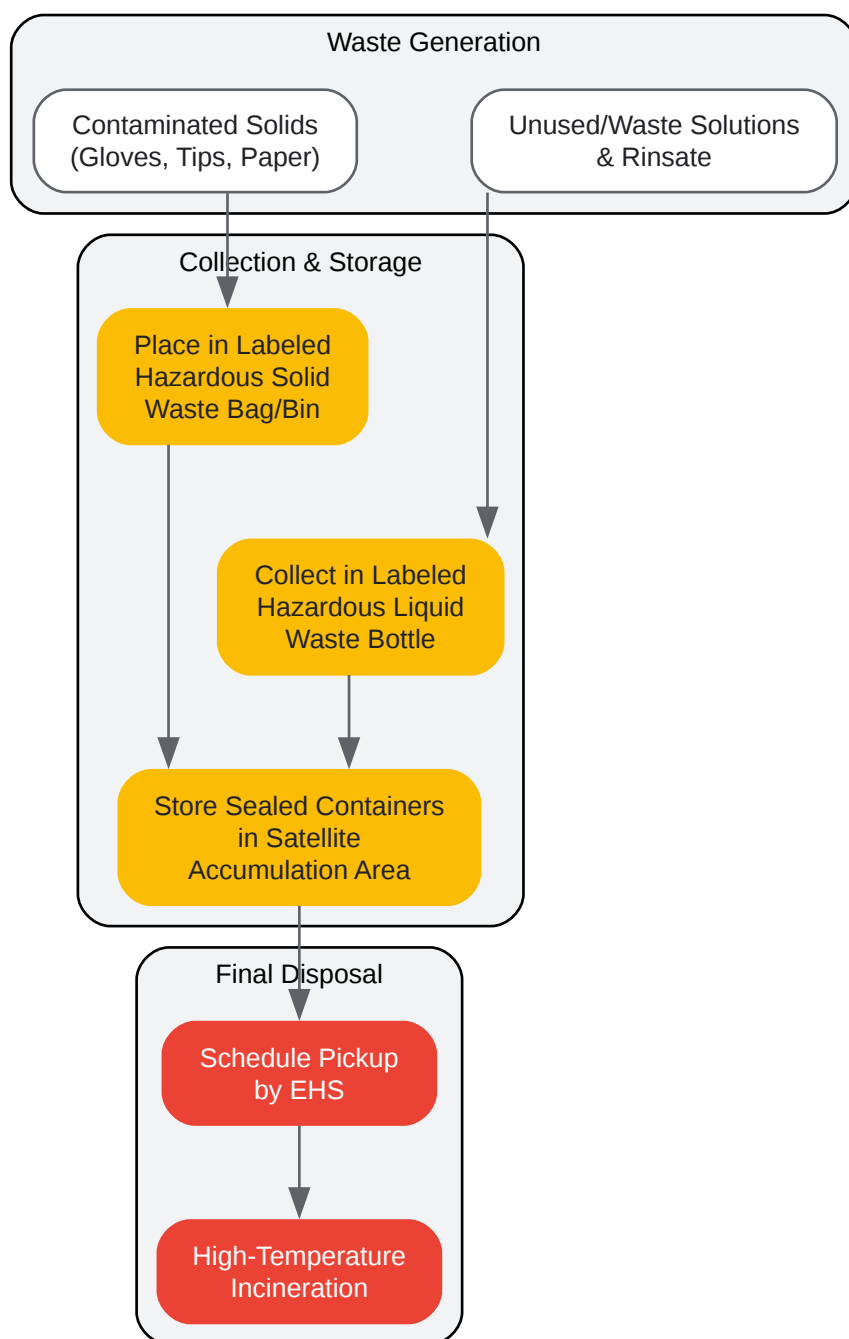 Waste Generation
Contaminated Solids
(Gloves, Tips, Paper)
Unused/Waste Solutions
& Rinsate
Collection & Storage
Place in Labeled
Hazardous Solid
Waste Bag/Bin
Collect in Labeled
Hazardous Liquid
Waste Bottle
Store Sealed Containers
in Satellite
Accumulation Area
Final Disposal
Schedule Pickup
by EHS
High-Temperature
Incineration